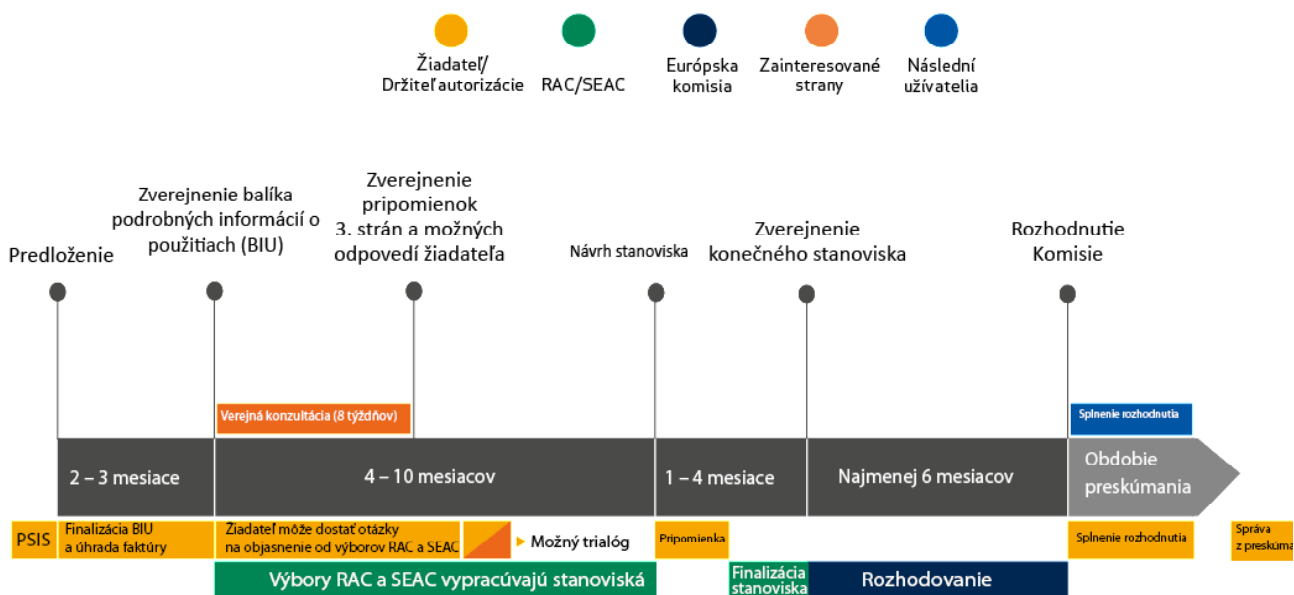 Žiadateľ/
Držiteľ autorizácie
RAC/SEAC
Európska
komisia
Zainteresované
strany
Následní
užívatelia
Predloženie
Zverejnenie balíka
podrobných informácií o
použitiach (BIU)
Zverejnenie
pripomienok
3. strán a možných
odpovedí žiadateľa
Návrh stanoviska
Zverejnenie
konečného stanoviska
Rozhodnutie
Komisie
Verejná konzultácia (8 týždňov)
Splnenie rozhodnutia
2 – 3 mesiace
4 – 10 mesiacov
1 – 4 mesiace
Najmenej 6 mesiacov
Obdobie
preskúmania
PSIS
Finalizácia BIU
a úhrada faktúry
Žiadateľ môže dostať otázky
na objasnenie od výborov RAC a SEAC
Možný trialóg
Pripomienka
Splnenie rozhodnutia
Správa
z preskúma
Výbory RAC a SEAC vypracúvajú stanoviská
Finalizácia
stanoviska
Rozhodovanie